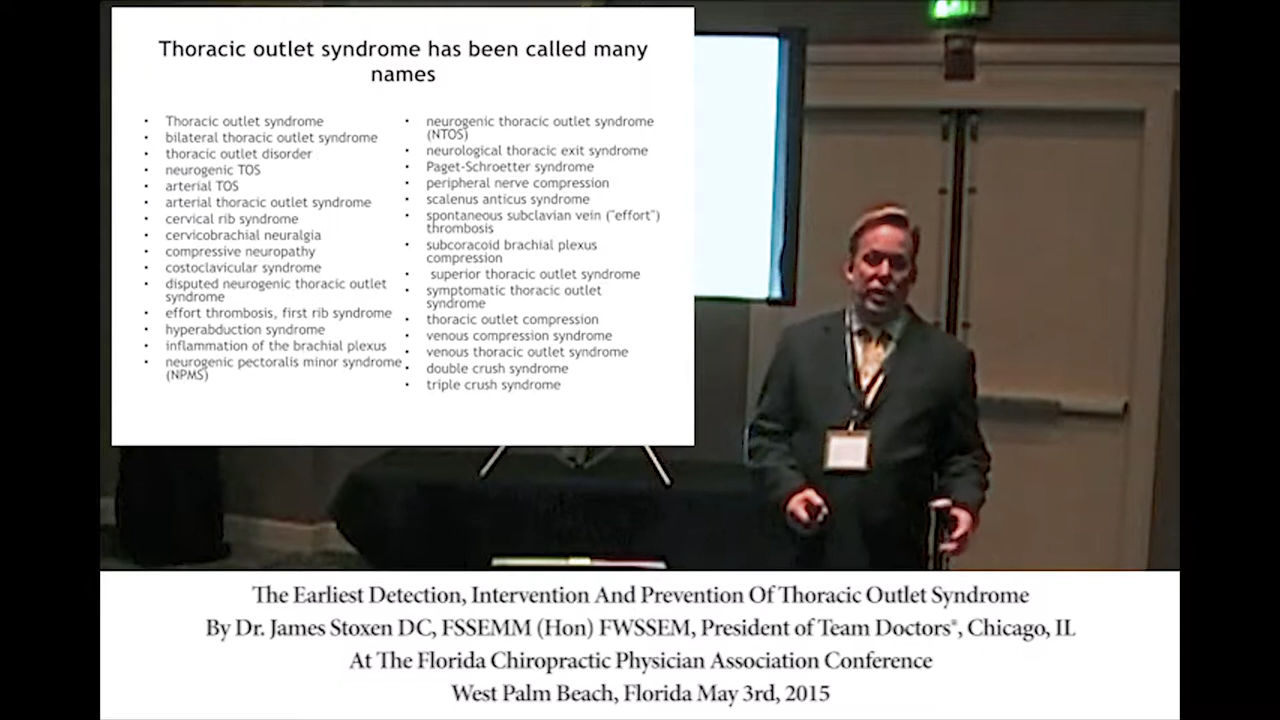 Thoracic outlet syndrome has been called many
names
• Thoracic outlet syndrome
• bilateral thoracic outlet syndrome
• thoracic outlet disorder
• neurogenic TOS
• arterial TOS
• arterial thoracic outlet syndrome
• cervical rib syndrome
• cervicobrachial neuralgia
• compressive neuropathy
• costoclavicular syndrome
• disputed neurogenic thoracic outlet
syndrome
• effort thrombosis, first rib syndrome
• hyperabduction syndrome
• inflammation of the brachial plexus
• neurogenic pectoralis minor syndrome
(NPMS)
• neurogenic thoracic outlet syndrome
(NTOS)
• neurological thoracic exit syndrome
• Paget-Schroetter syndrome
• peripheral nerve compression
• scalenus anticus syndrome
• spontaneous subclavian vein ("effort")
thrombosis
• subcoracoid brachial plexus
compression
• superior thoracic outlet syndrome
• symptomatic thoracic outlet
syndrome
• thoracic outlet compression
• venous compression syndrome
• venous thoracic outlet syndrome
• double crush syndrome
• triple crush syndrome
The Earliest Detection, Intervention And Prevention Of Thoracic Outlet Syndrome
By Dr. James Stoxen DC, FSSEMM (Hon) FWSSEM, President of Team Doctors®, Chicago, IL
At The Florida Chiropractic Physician Association Conference
West Palm Beach, Florida May 3rd, 2015